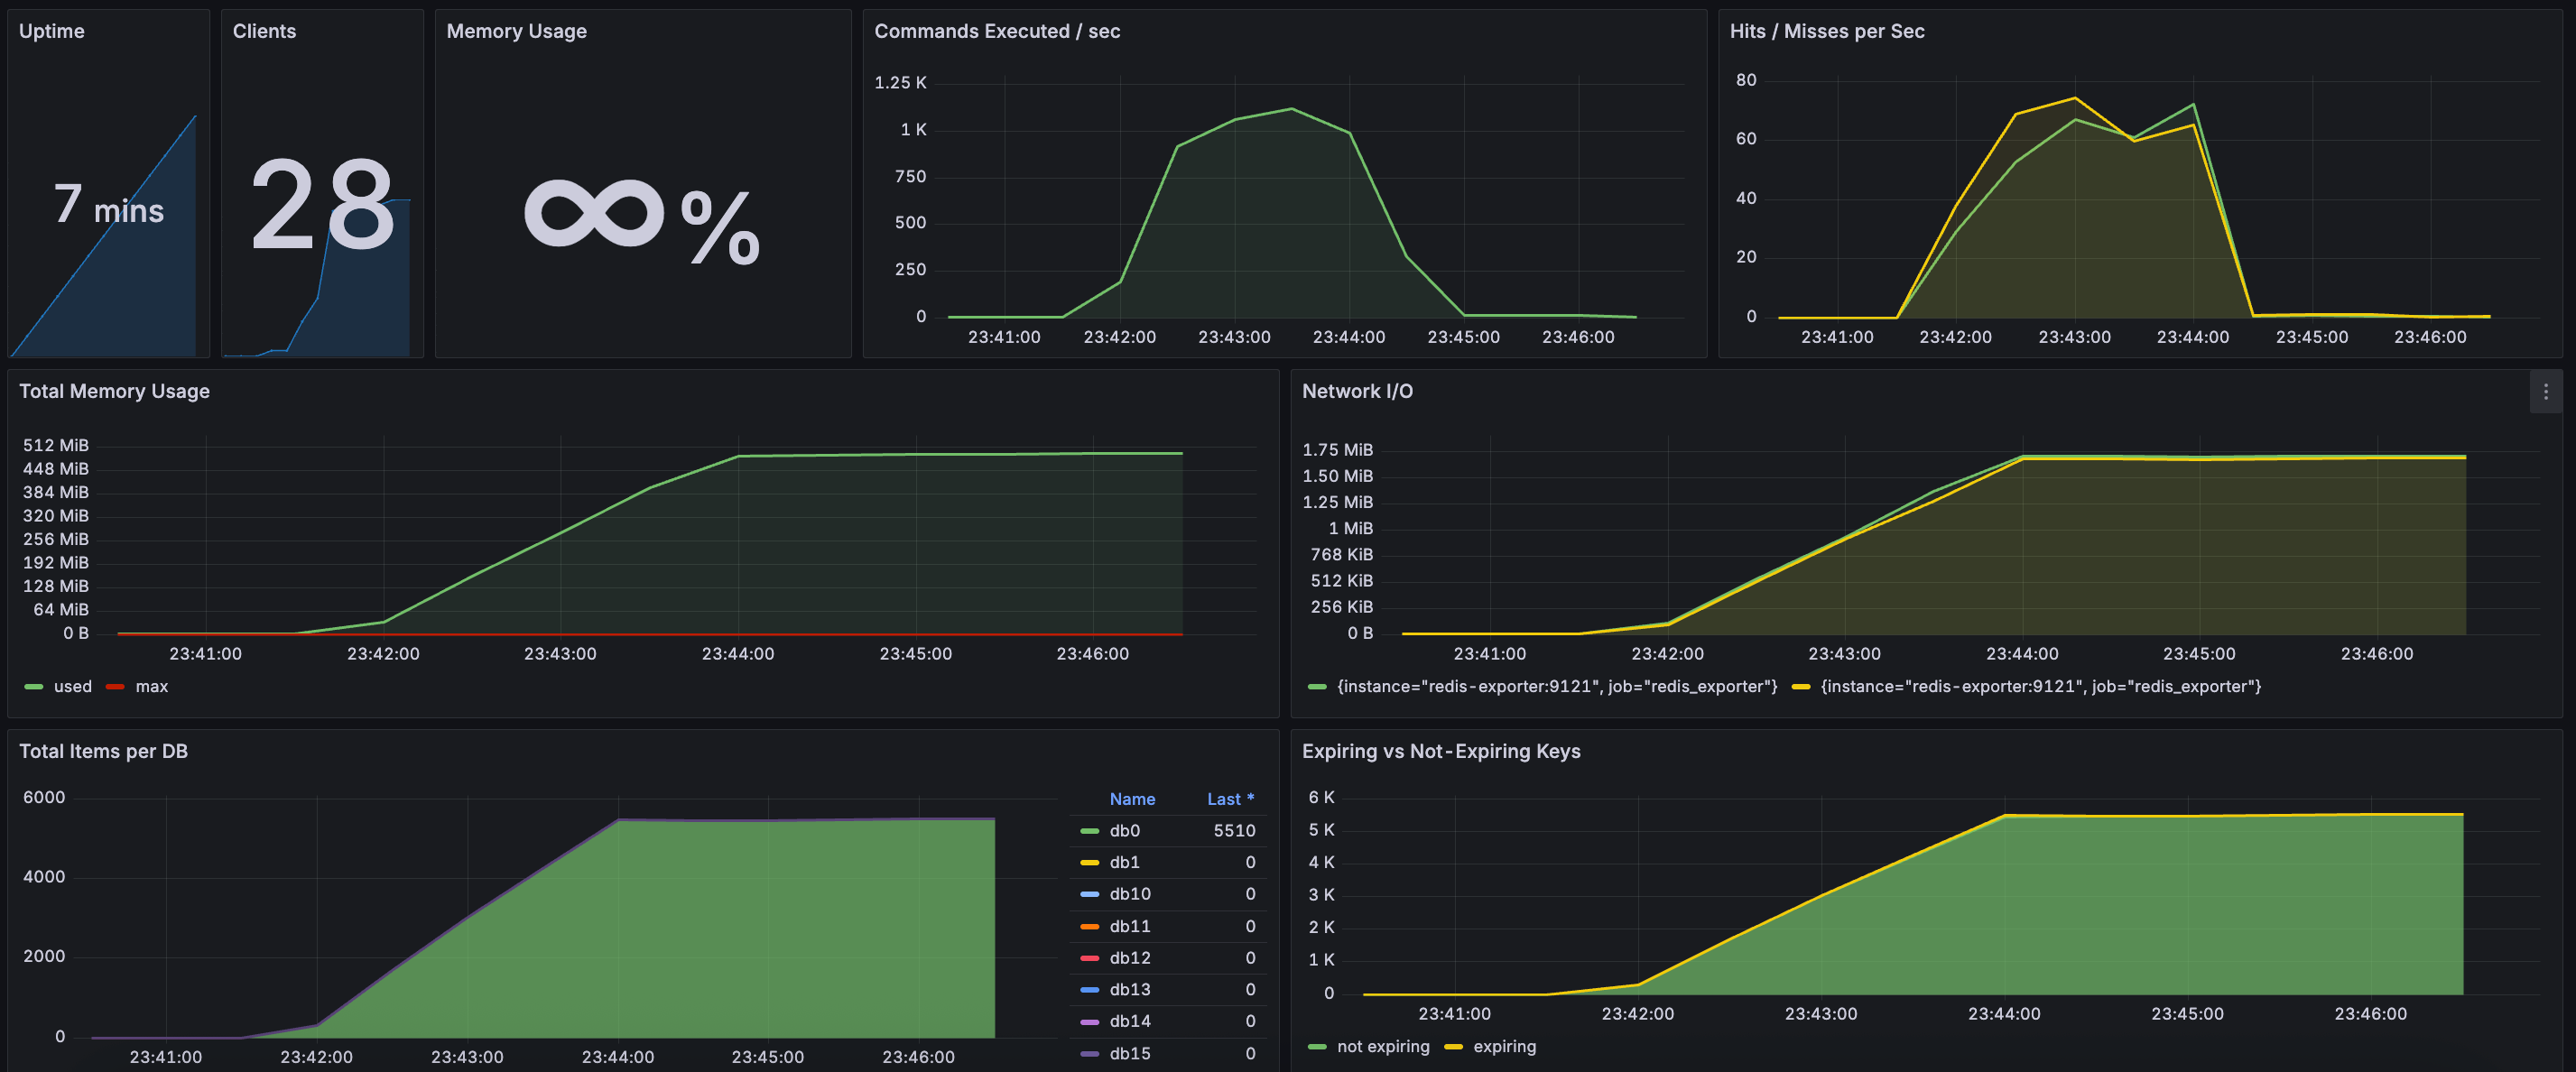 Uptime
7 mins
Clients
28
Memory Usage
∞%
Commands Executed / sec
1.25 K
1 K
750
500
250
0
23:41:00 23:42:00 23:43:00 23:44:00 23:45:00 23:46:00
Hits / Misses per Sec
80
60
40
20
0
23:41:00 23:42:00 23:43:00 23:44:00 23:45:00 23:46:00
Total Memory Usage
512 MiB
448 MiB
384 MiB
320 MiB
256 MiB
192 MiB
128 MiB
64 MiB
0 B
23:41:00 23:42:00 23:43:00 23:44:00 23:45:00 23:46:00
used max
Network I/O
1.75 MiB
1.50 MiB
1.25 MiB
1 MiB
768 KiB
512 KiB
256 KiB
0 B
23:41:00 23:42:00 23:43:00 23:44:00 23:45:00 23:46:00
{instance="redis-exporter:9121", job="redis_exporter"} {instance="redis-exporter:9121", job="redis_exporter"}
Total Items per DB
6000
4000
2000
0
23:41:00 23:42:00 23:43:00 23:44:00 23:45:00 23:46:00
Name Last *
db0 5510
db1 0
db10 0
db11 0
db12 0
db13 0
db14 0
db15 0
Expiring vs Not-Expiring Keys
6 K
5 K
4 K
3 K
2 K
1 K
0
23:41:00 23:42:00 23:43:00 23:44:00 23:45:00 23:46:00
not expiring expiring